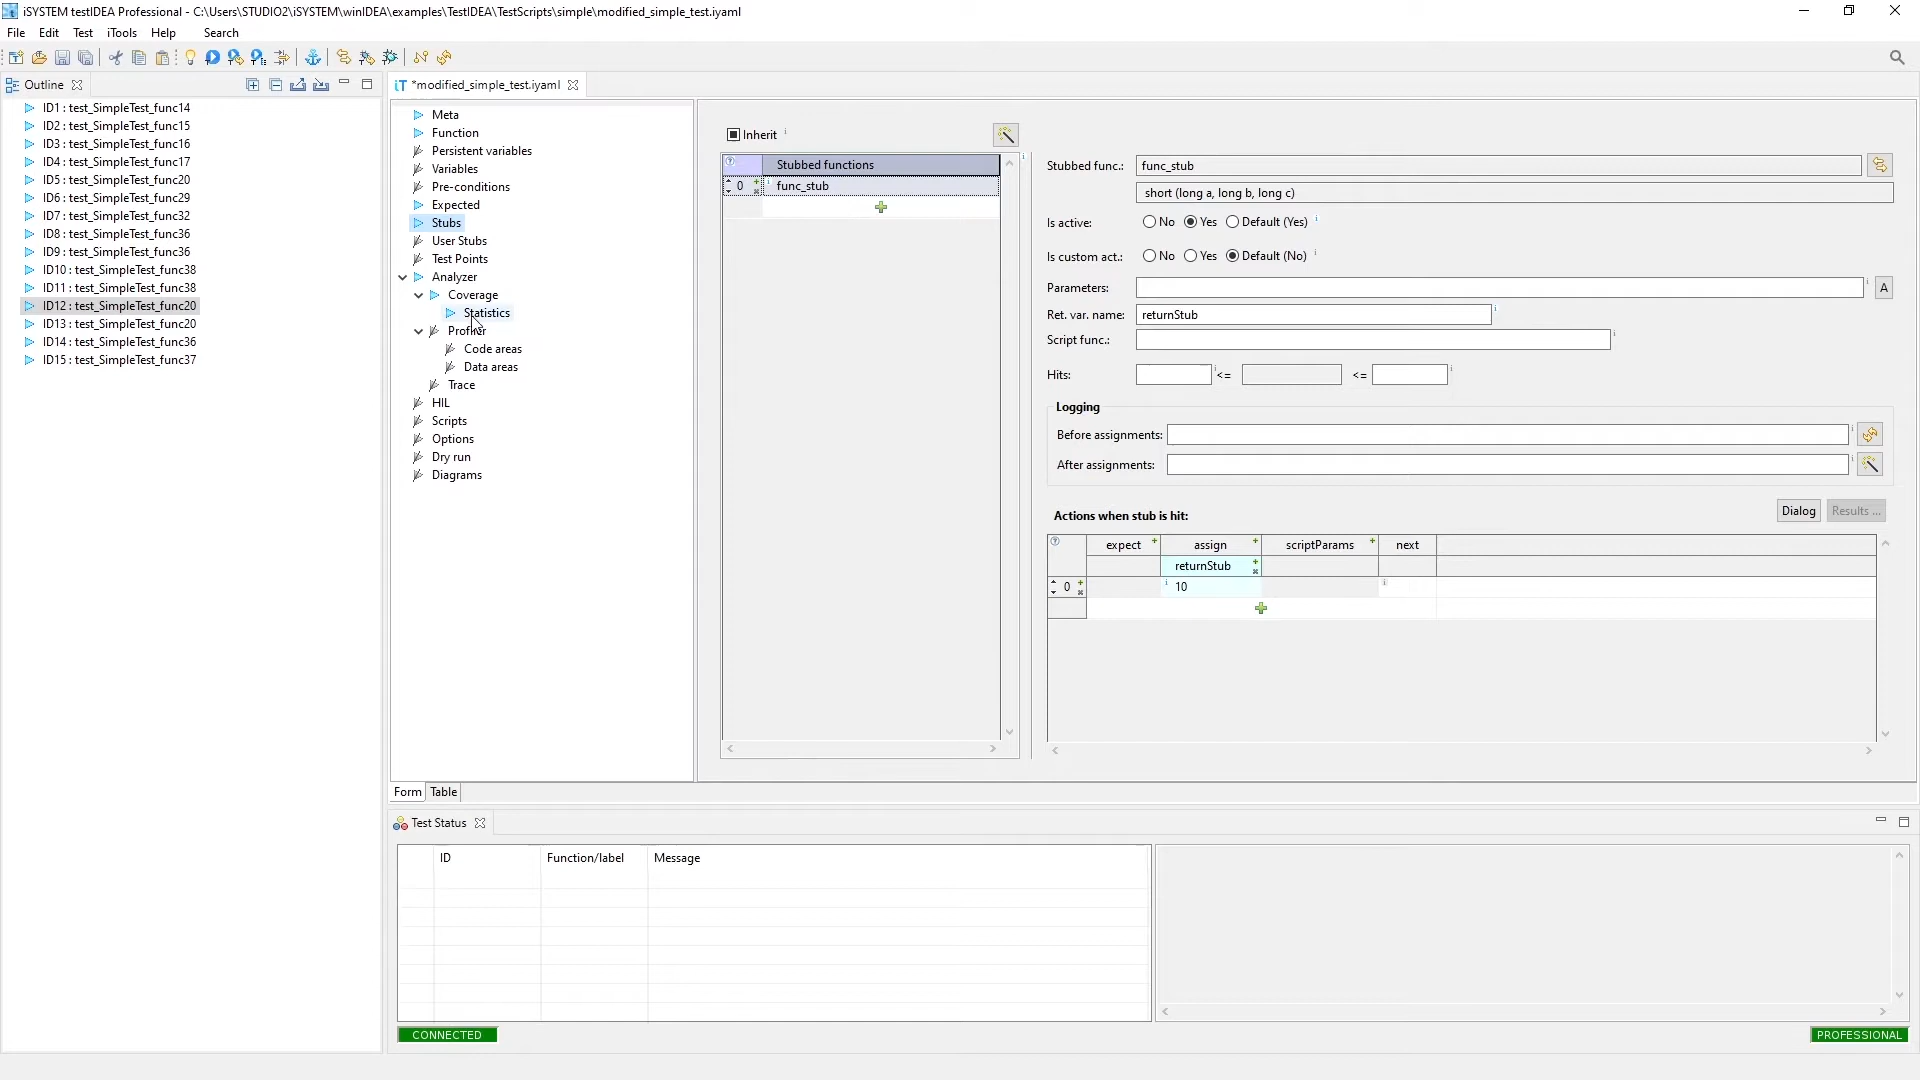 iSYSTEM testIDEA Professional - C:\Users\STUDIO2\iSYSTEM\winIDEA\examples\TestIDEA\TestScripts\simple\modified_simple_test.iyaml
File Edit Test iTools Help Search
Outline
ID1 : test_SimpleTest_func14
ID2 : test_SimpleTest_func15
ID3 : test_SimpleTest_func16
ID4 : test_SimpleTest_func17
ID5 : test_SimpleTest_func20
ID6 : test_SimpleTest_func29
ID7 : test_SimpleTest_func32
ID8 : test_SimpleTest_func36
ID9 : test_SimpleTest_func36
ID10 : test_SimpleTest_func38
ID11 : test_SimpleTest_func38
ID12 : test_SimpleTest_func20
ID13 : test_SimpleTest_func20
ID14 : test_SimpleTest_func36
ID15 : test_SimpleTest_func37
iT *modified_simple_test.iyaml
Meta
Function
Persistent variables
Variables
Pre-conditions
Expected
Stubs
User Stubs
Test Points
Analyzer
Coverage
Statistics
Profiler
Code areas
Data areas
Trace
HIL
Scripts
Options
Dry run
Diagrams
Inherit
Stubbed functions
0 func_stub
Stubbed func.: func_stub
short (long a, long b, long c)
Is active: No Yes Default (Yes)
Is custom act.: No Yes Default (No)
Parameters: A
Ret. var. name: returnStub
Script func.:
Hits: <= <=
Logging
Before assignments:
After assignments:
Actions when stub is hit: Dialog Results ...
expect assign scriptParams next
returnStub
0 10
Form Table
Test Status
ID Function/label Message
CONNECTED PROFESSIONAL